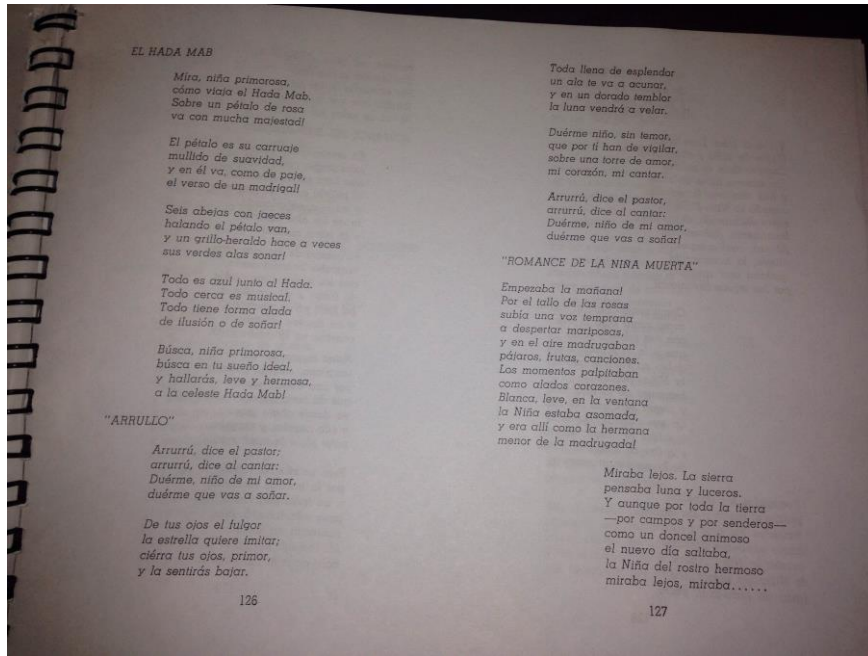 EL HADA MAB
Mira, niña primorosa,
cómo viaja el Hada Mab.
Sobre un pétalo de rosa
va con mucha majestad!
El pétalo es su carruaje
mullido de suavidad,
y en él va, como de paje,
el verso de un madrigal!
Seis abejas con jaeces
halando el pétalo van,
y un grillo-heraldo hace a veces
sus verdes alas sonar!
Todo es azul junto al Hada.
Todo cerca es musical.
Todo tiene forma alada
de ilusión o de soñar!
Búsca, niña primorosa,
búsca en tu sueño ideal,
y hallarás, leve y hermosa,
a la celeste Hada Mab!
"ARRULLO"
Arrurrú, dice el pastor;
arrurrú, dice al cantar:
Duérme, niño de mi amor,
duérme que vas a soñar.
De tus ojos el fulgor
la estrella quiere imitar;
ciérra tus ojos, primor,
y la sentirás bajar.
126
Toda llena de esplendor
un ala te va a acunar,
y en un dorado temblor
la luna vendrá a velar.
Duérme niño, sin temor,
que por tí han de vigilar,
sobre una torre de amor,
mi corazón, mi cantar.
Arrurrú, dice el pastor,
arrurrú, dice al cantar:
Duérme, niño de mi amor,
duérme que vas a soñar!
"ROMANCE DE LA NIÑA MUERTA"
Empezaba la mañana!
Por el tallo de las rosas
subía una voz temprana
a despertar mariposas,
y en el aire madrugaban
pájaros, frutas, canciones.
Los momentos palpitaban
como alados corazones.
Blanca, leve, en la ventana
la Niña estaba asomada,
y era allí como la hermana
menor de la madrugada!
Miraba lejos. La sierra
pensaba luna y luceros.
Y aunque por toda la tierra
—por campos y por senderos—
como un doncel animoso
el nuevo día saltaba,
la Niña del rostro hermoso
miraba lejos, miraba......
127